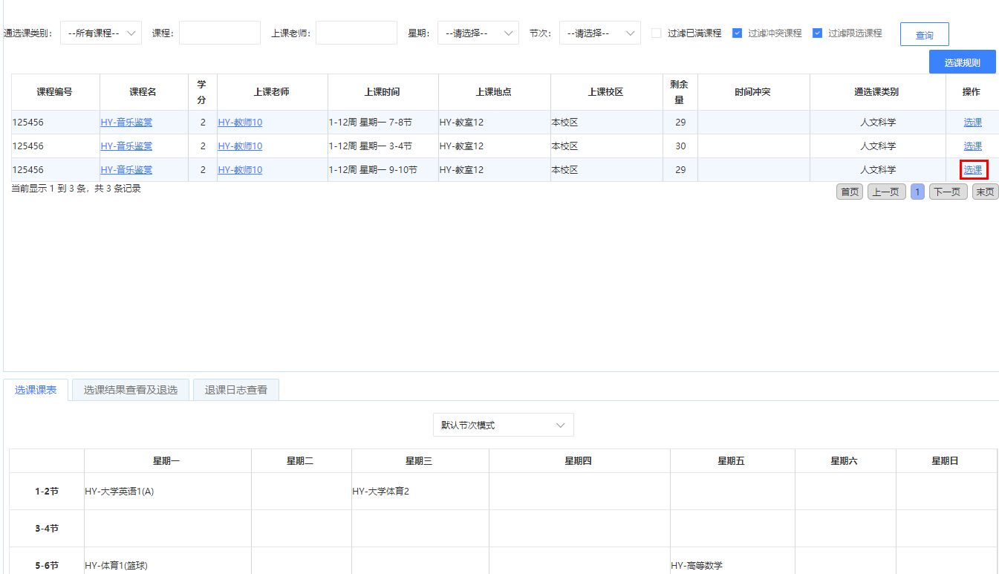 通选课类别： --所有课程-- 课程： 上课老师： 星期： --请选择-- 节次： --请选择-- 过滤已满课程 过滤冲突课程 过滤限选课程 查询
选课规则
课程编号 课程名 学分 上课老师 上课时间 上课地点 上课校区 剩余量 时间冲突 通选课类别 操作
125456 HY-音乐鉴赏 2 HY-教师10 1-12周 星期一 7-8节 HY-教室12 本校区 29 人文科学 选课
125456 HY-音乐鉴赏 2 HY-教师10 1-12周 星期一 3-4节 HY-教室12 本校区 30 人文科学 选课
125456 HY-音乐鉴赏 2 HY-教师10 1-12周 星期一 9-10节 HY-教室12 本校区 29 人文科学 选课
当前显示 1 到 3 条，共 3 条记录 首页 上一页 1 下一页 末页
选课课表 选课结果查看及退选 退课日志查看
默认节次模式
星期一 星期二 星期三 星期四 星期五 星期六 星期日
1-2节 HY-大学英语1(A) HY-大学体育2
3-4节
5-6节 HY-体育1(篮球) HY-高等数学